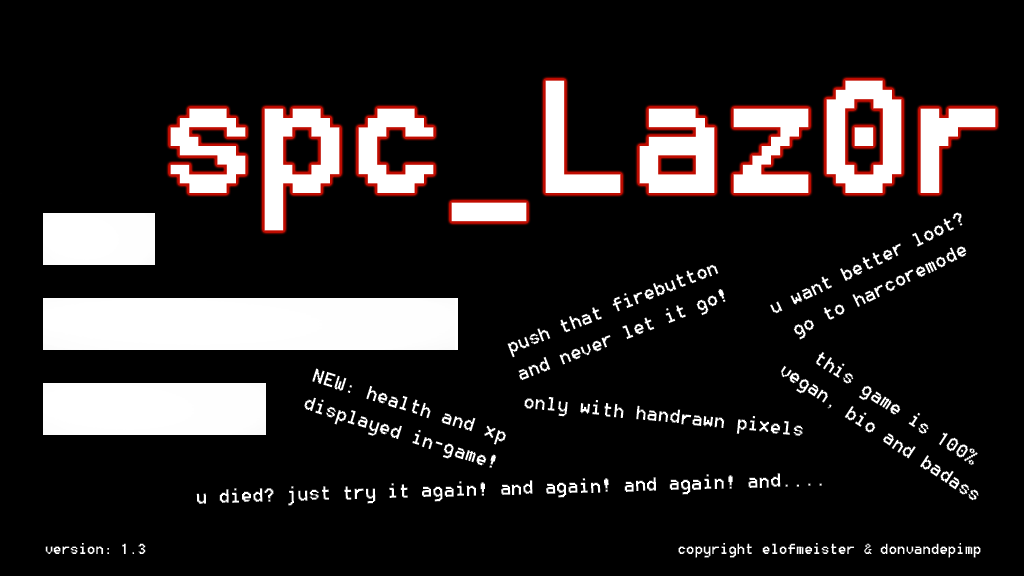 spc_Laz0r
u want better loot?
go to harcoremode
push that firebutton
and never let it go!
this game is 100%
vegan, bio and badass
NEW: health and xp
displayed in-game!
only with handrawn pixels
u died? just try it again! and again! and again! and....
version: 1.3
copyright elofmeister & donvandepimp